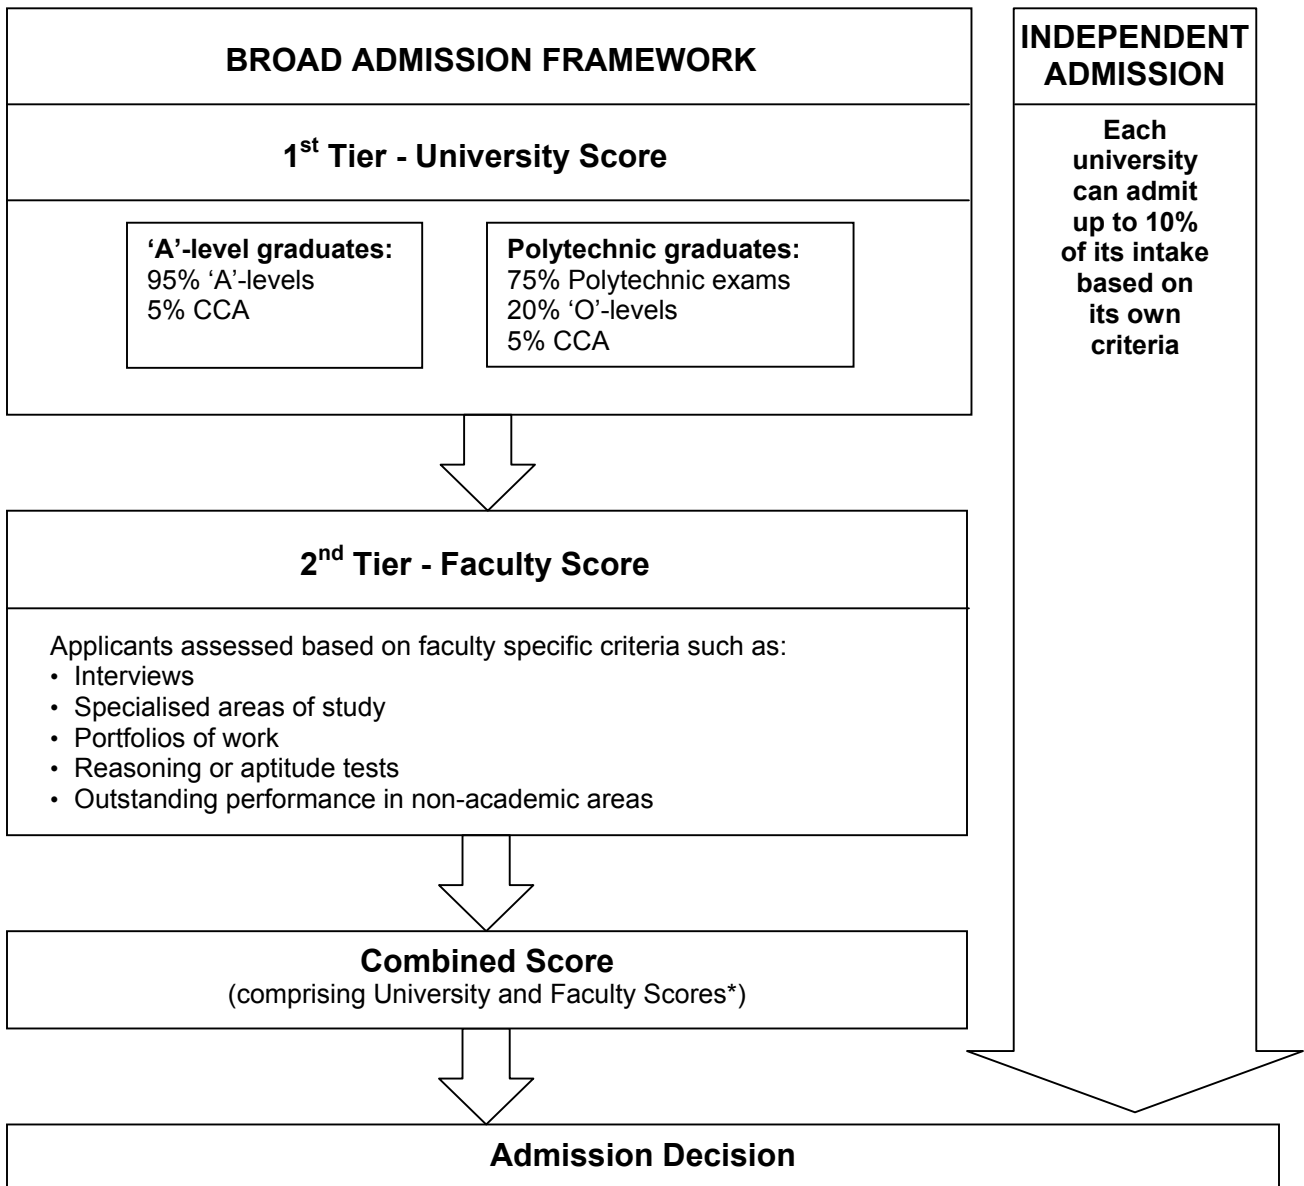 BROAD ADMISSION FRAMEWORK
1st Tier - University Score
‘A’-level graduates:
95% ‘A’-levels
5% CCA
Polytechnic graduates:
75% Polytechnic exams
20% ‘O’-levels
5% CCA
2nd Tier - Faculty Score
Applicants assessed based on faculty specific criteria such as:
• Interviews
• Specialised areas of study
• Portfolios of work
• Reasoning or aptitude tests
• Outstanding performance in non-academic areas
Combined Score
(comprising University and Faculty Scores*)
INDEPENDENT
ADMISSION
Each
university
can admit
up to 10%
of its intake
based on
its own
criteria
Admission Decision